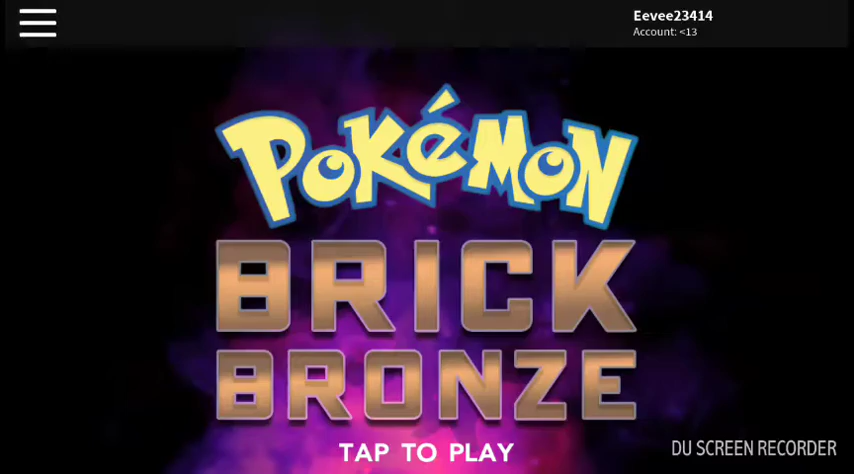 Eevee23414
Account: <13
POKéMON
BRICK
BRONZE
TAP TO PLAY
DU SCREEN RECORDER